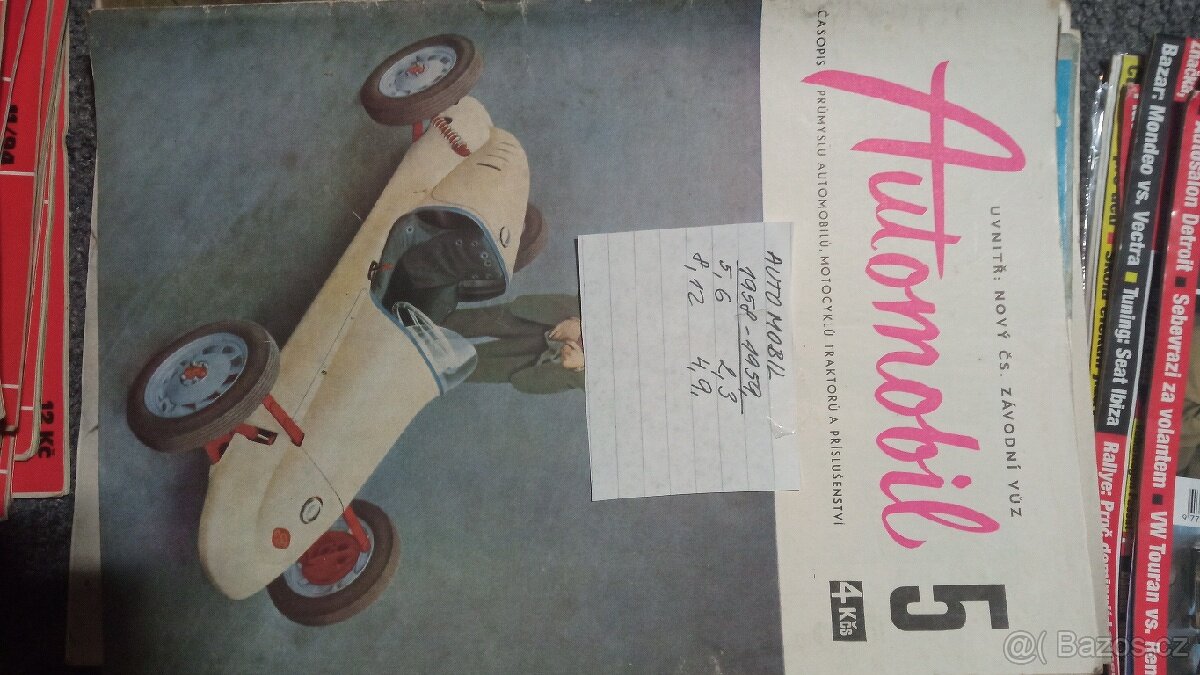 UVNITŘ: NOVÝ ČS. ZÁVODNÍ VŮZ
Automobil
5
4 Kčs
ČASOPIS PRŮMYSLU AUTOMOBILŮ, MOTOCYKLŮ TRAKTORŮ A PŘÍSLUŠENSTVÍ
AUTOMOBIL
1958-1959
5,6 2,3
8,12 4,9,
12 Kč
Autosalon Detroit ■ Sebevrazi za volantem ■ VW Touran vs. Ren
Bazar: Mondeo vs. Vectra ■ Tuning: Seat Ibiza
Rallye: Proč
@( Bazos.cz